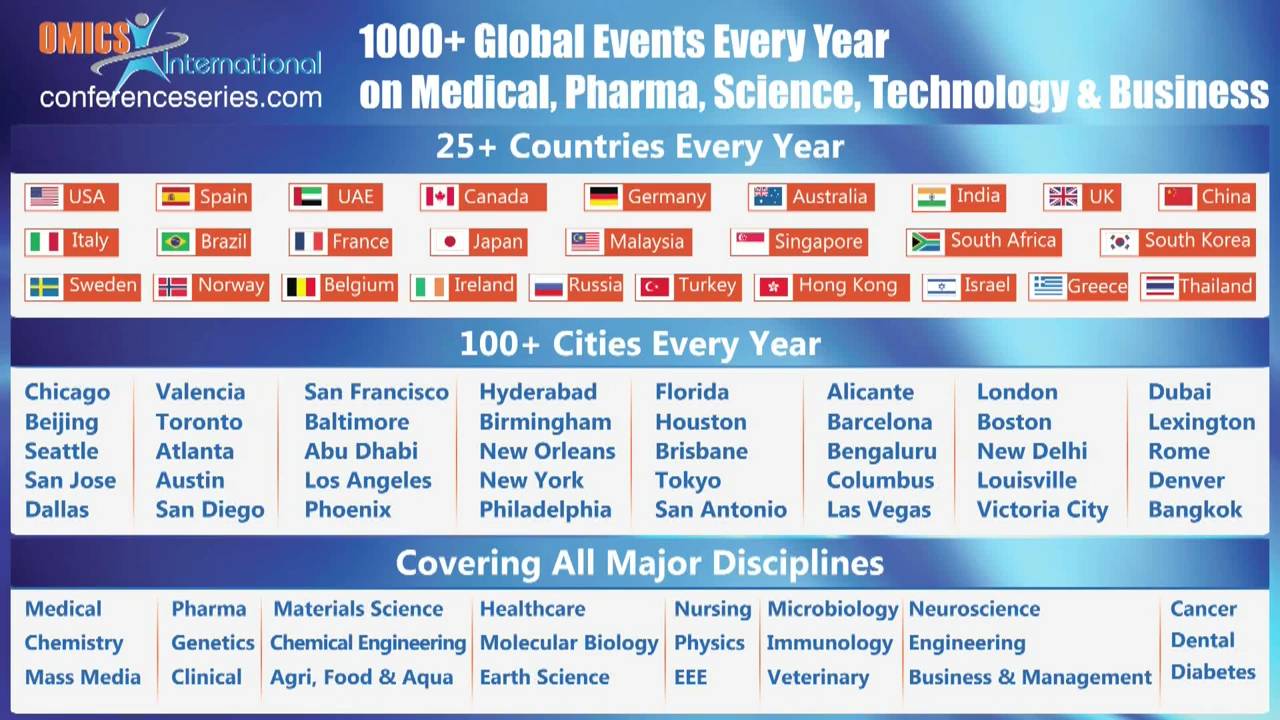 OMICS International
conferenceseries.com
1000+ Global Events Every Year
on Medical, Pharma, Science, Technology & Business
25+ Countries Every Year
USA Spain UAE Canada Germany Australia India UK China
Italy Brazil France Japan Malaysia Singapore South Africa South Korea
Sweden Norway Belgium Ireland Russia Turkey Hong Kong Israel Greece Thailand
100+ Cities Every Year
Chicago Valencia San Francisco Hyderabad Florida Alicante London Dubai
Beijing Toronto Baltimore Birmingham Houston Barcelona Boston Lexington
Seattle Atlanta Abu Dhabi New Orleans Brisbane Bengaluru New Delhi Rome
San Jose Austin Los Angeles New York Tokyo Columbus Louisville Denver
Dallas San Diego Phoenix Philadelphia San Antonio Las Vegas Victoria City Bangkok
Covering All Major Disciplines
Medical Pharma Materials Science Healthcare Nursing Microbiology Neuroscience Cancer
Chemistry Genetics Chemical Engineering Molecular Biology Physics Immunology Engineering Dental
Mass Media Clinical Agri, Food & Aqua Earth Science EEE Veterinary Business & Management Diabetes